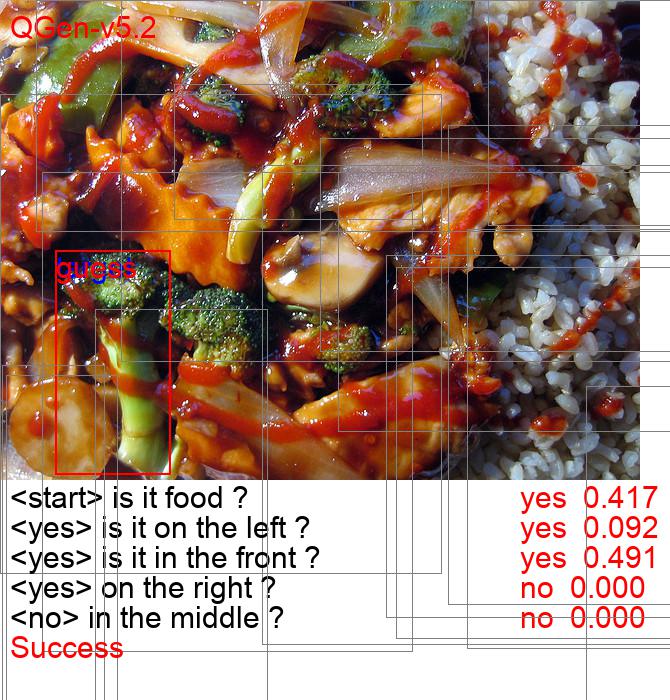 QGen-v5.2
<start> is it food ? yes 0.417
<yes> is it on the left ? yes 0.092
<yes> is it in the front ? yes 0.491
<yes> on the right ? no 0.000
<no> in the middle ? no 0.000
Success